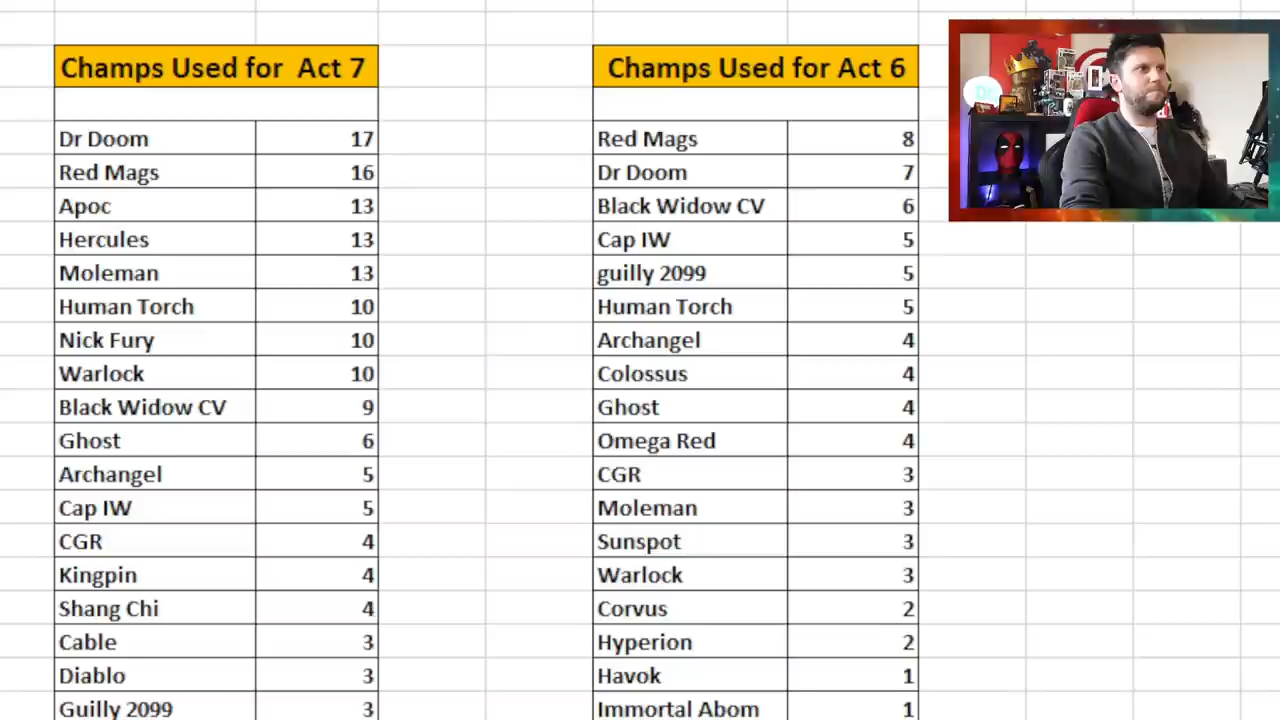 Champs Used for Act 7
Dr Doom 17
Red Mags 16
Apoc 13
Hercules 13
Moleman 13
Human Torch 10
Nick Fury 10
Warlock 10
Black Widow CV 9
Ghost 6
Archangel 5
Cap IW 5
CGR 4
Kingpin 4
Shang Chi 4
Cable 3
Diablo 3
Guilly 2099 3
Champs Used for Act 6
Red Mags 8
Dr Doom 7
Black Widow CV 6
Cap IW 5
guilly 2099 5
Human Torch 5
Archangel 4
Colossus 4
Ghost 4
Omega Red 4
CGR 3
Moleman 3
Sunspot 3
Warlock 3
Corvus 2
Hyperion 2
Havok 1
Immortal Abom 1